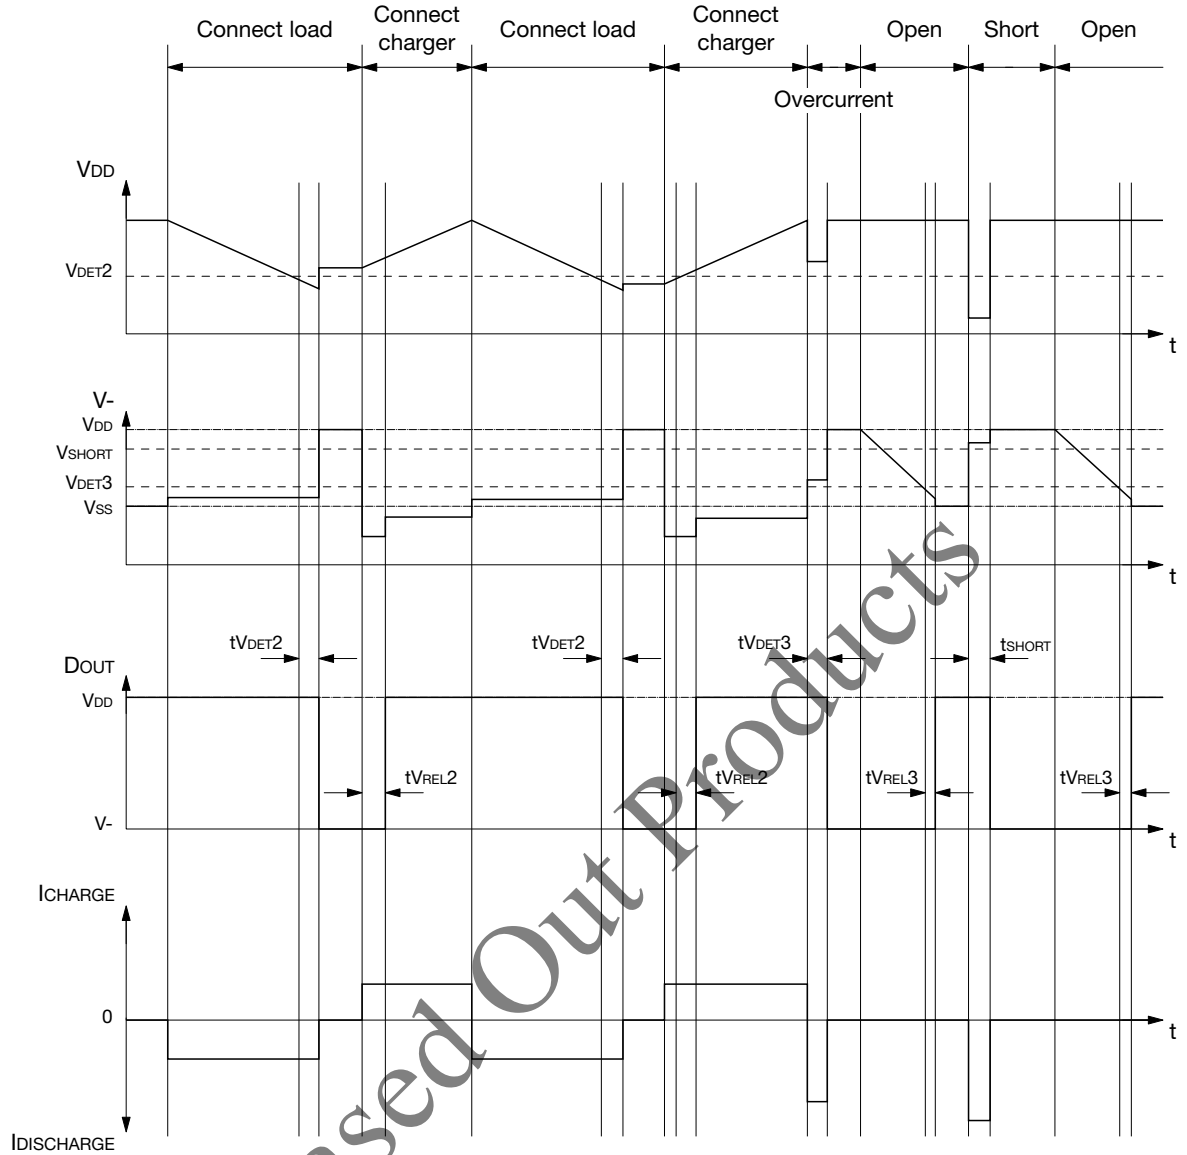 Connect load
Connect
charger
Connect load
Connect
charger
Open
Short
Open
Overcurrent
VDD
VDET2
t
V-
VDD
VSHORT
VDET3
VSS
t
tVDET2
tVDET2
tVDET3
tSHORT
DOUT
VDD
tVREL2
tVREL2
tVREL3
tVREL3
V-
t
ICHARGE
0
t
IDISCHARGE
ased Out Products